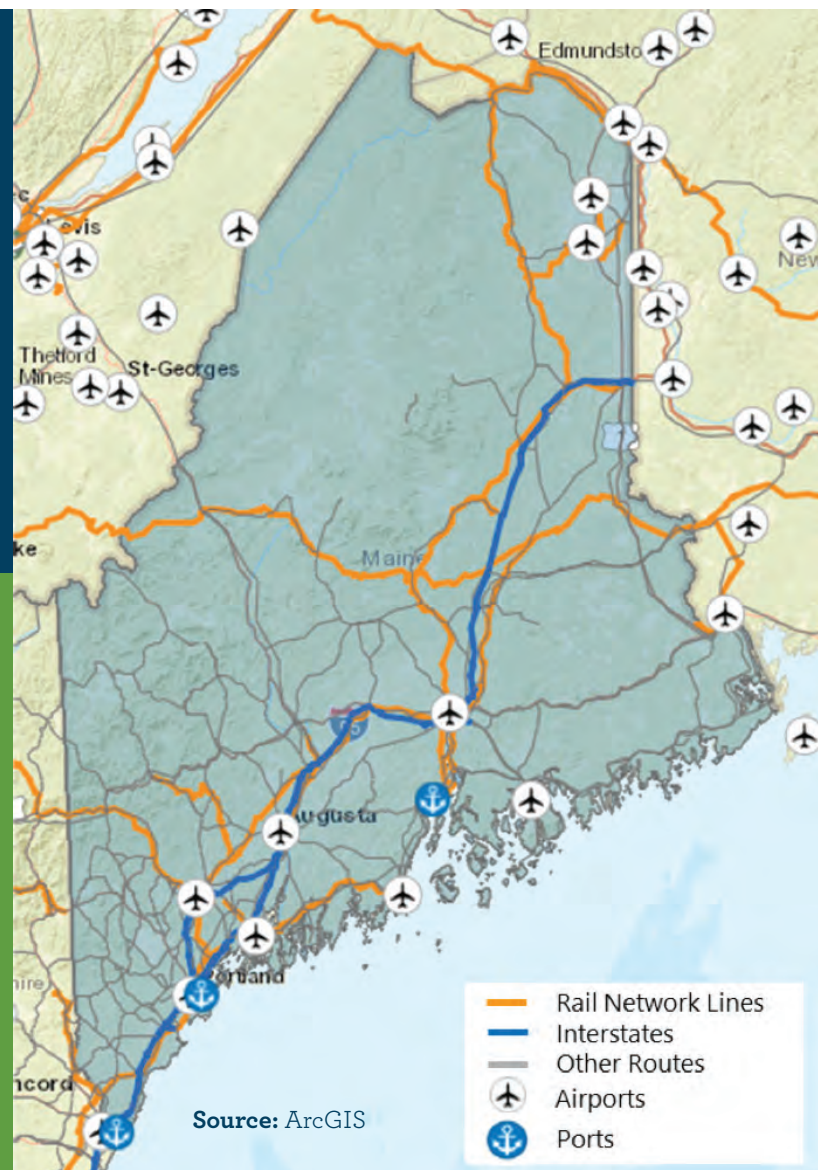 Edmundsto
Levis
New
Thetford
Mines
St-Georges
ke
Maine
95
Augusta
Portland
ncord
Rail Network Lines
Interstates
Other Routes
Airports
Ports
Source: ArcGIS